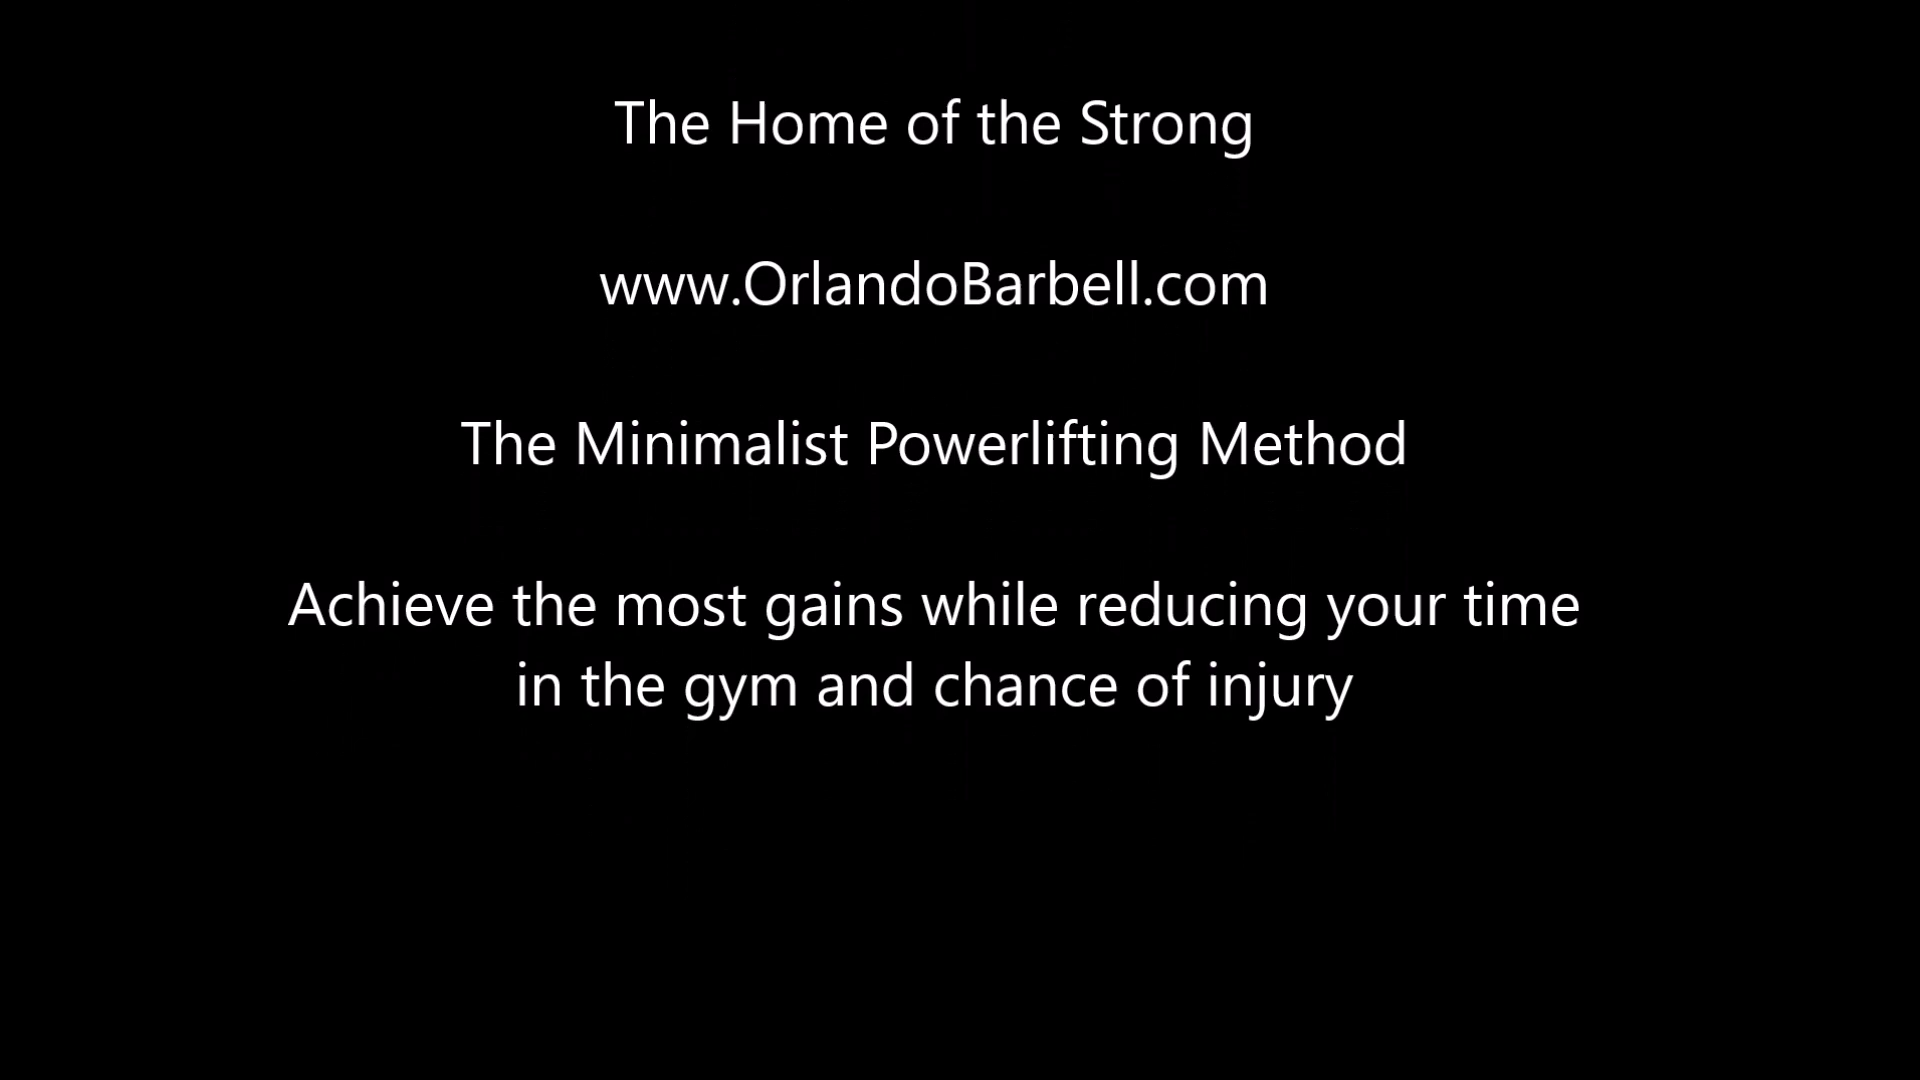 The Home of the Strong
www.OrlandoBarbell.com
The Minimalist Powerlifting Method
Achieve the most gains while reducing your time
in the gym and chance of injury